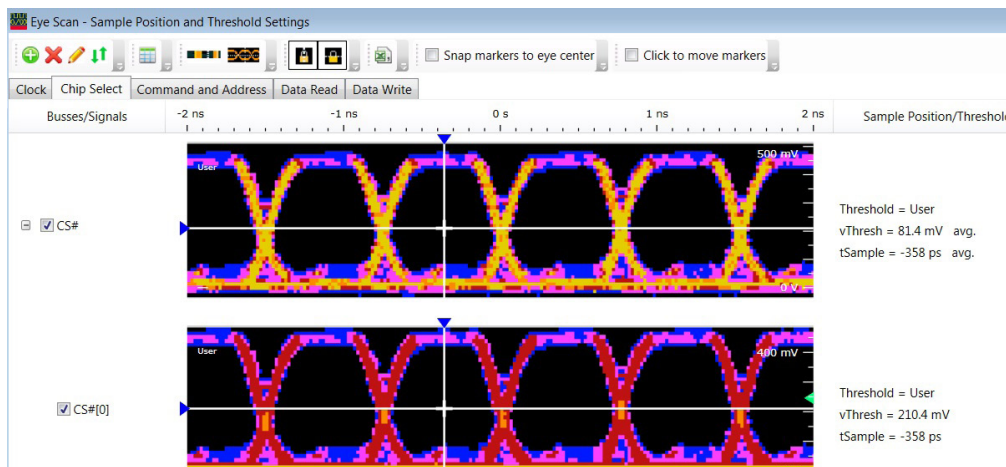 Eye Scan - Sample Position and Threshold Settings
Snap markers to eye center Click to move markers
Clock Chip Select Command and Address Data Read Data Write
Busses/Signals -2 ns -1 ns 0 s 1 ns 2 ns Sample Position/Threshold
User 500 mV
CS#
Threshold = User
vThresh = 81.4 mV avg.
tSample = -358 ps avg.
0 V
User 400 mV
CS#[0]
Threshold = User
vThresh = 210.4 mV
tSample = -358 ps